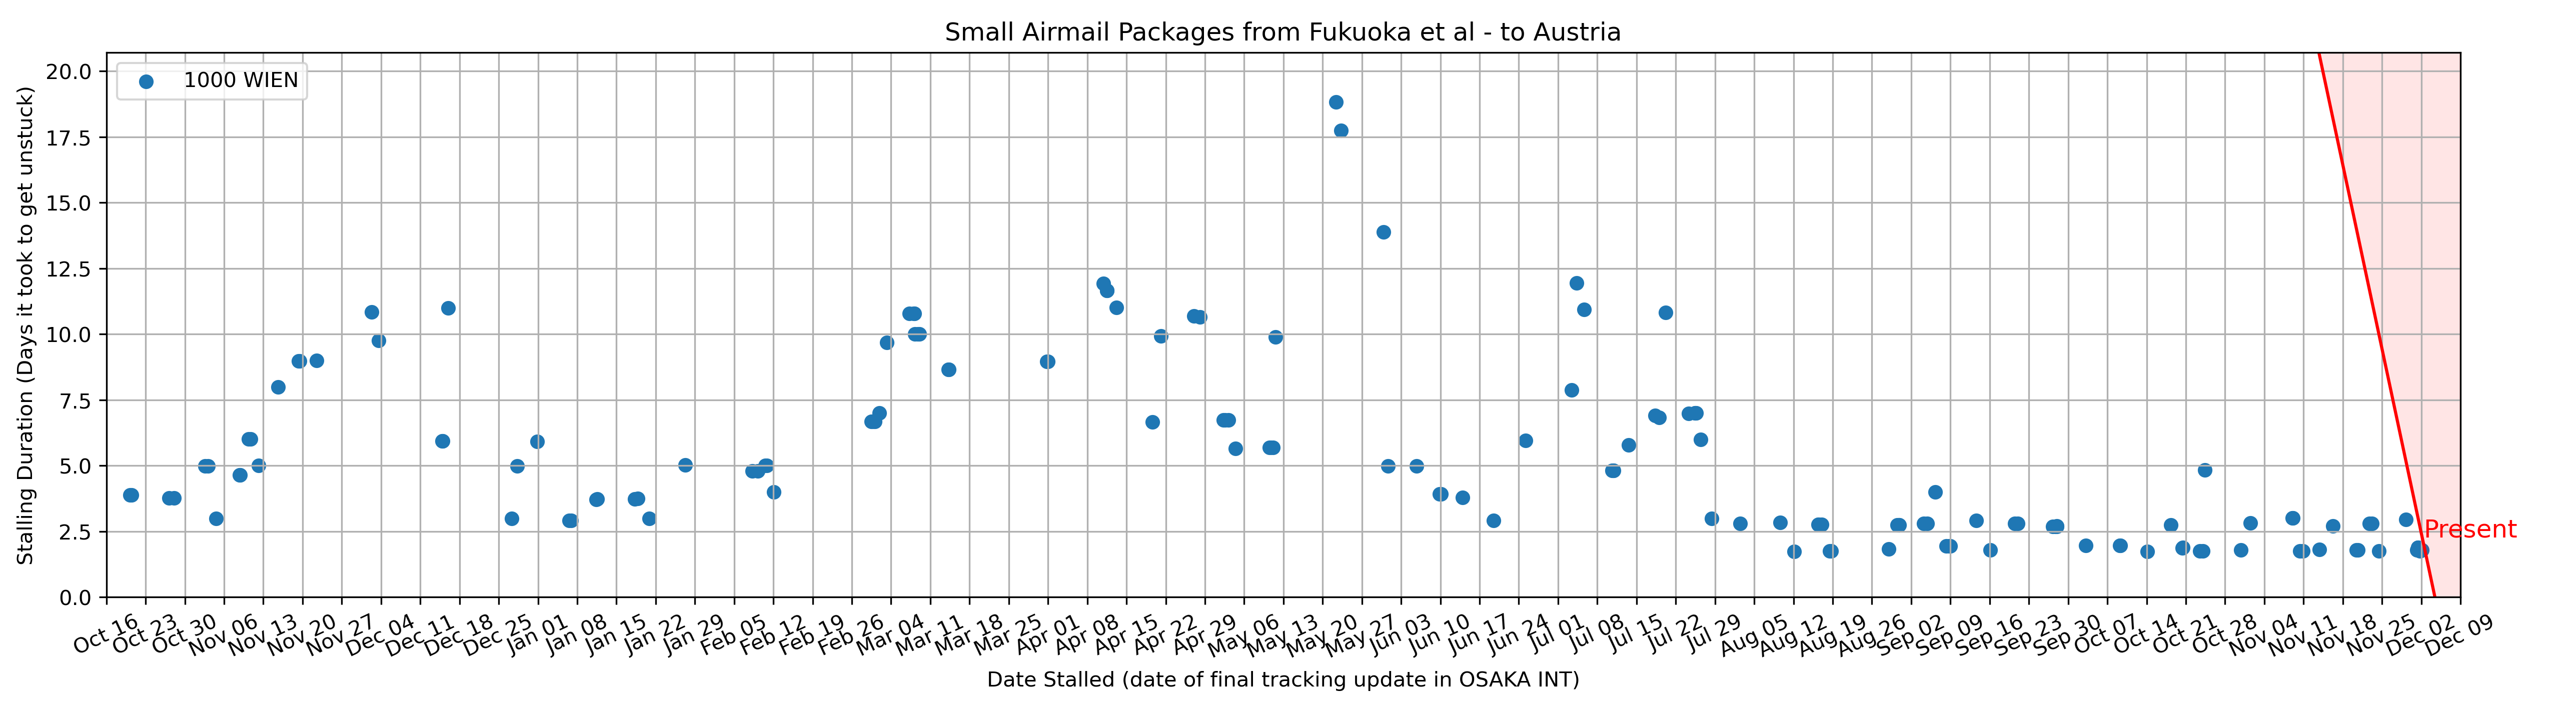 Small Airmail Packages from Fukuoka et al - to Austria
1000 WIEN
Stalling Duration (Days it took to get unstuck)
20.0
17.5
15.0
12.5
10.0
7.5
5.0
2.5
0.0
Present
Oct 16 Oct 23 Oct 30 Nov 06 Nov 13 Nov 20 Nov 27 Dec 04 Dec 11 Dec 18 Dec 25 Jan 01 Jan 08 Jan 15 Jan 22 Jan 29 Feb 05 Feb 12 Feb 19 Feb 26 Mar 04 Mar 11 Mar 18 Mar 25 Apr 01 Apr 08 Apr 15 Apr 22 Apr 29 May 06 May 13 May 20 May 27 Jun 03 Jun 10 Jun 17 Jun 24 Jul 01 Jul 08 Jul 15 Jul 22 Jul 29 Aug 05 Aug 12 Aug 19 Aug 26 Sep 02 Sep 09 Sep 16 Sep 23 Sep 30 Oct 07 Oct 14 Oct 21 Oct 28 Nov 04 Nov 11 Nov 18 Nov 25 Dec 02 Dec 09
Date Stalled (date of final tracking update in OSAKA INT)